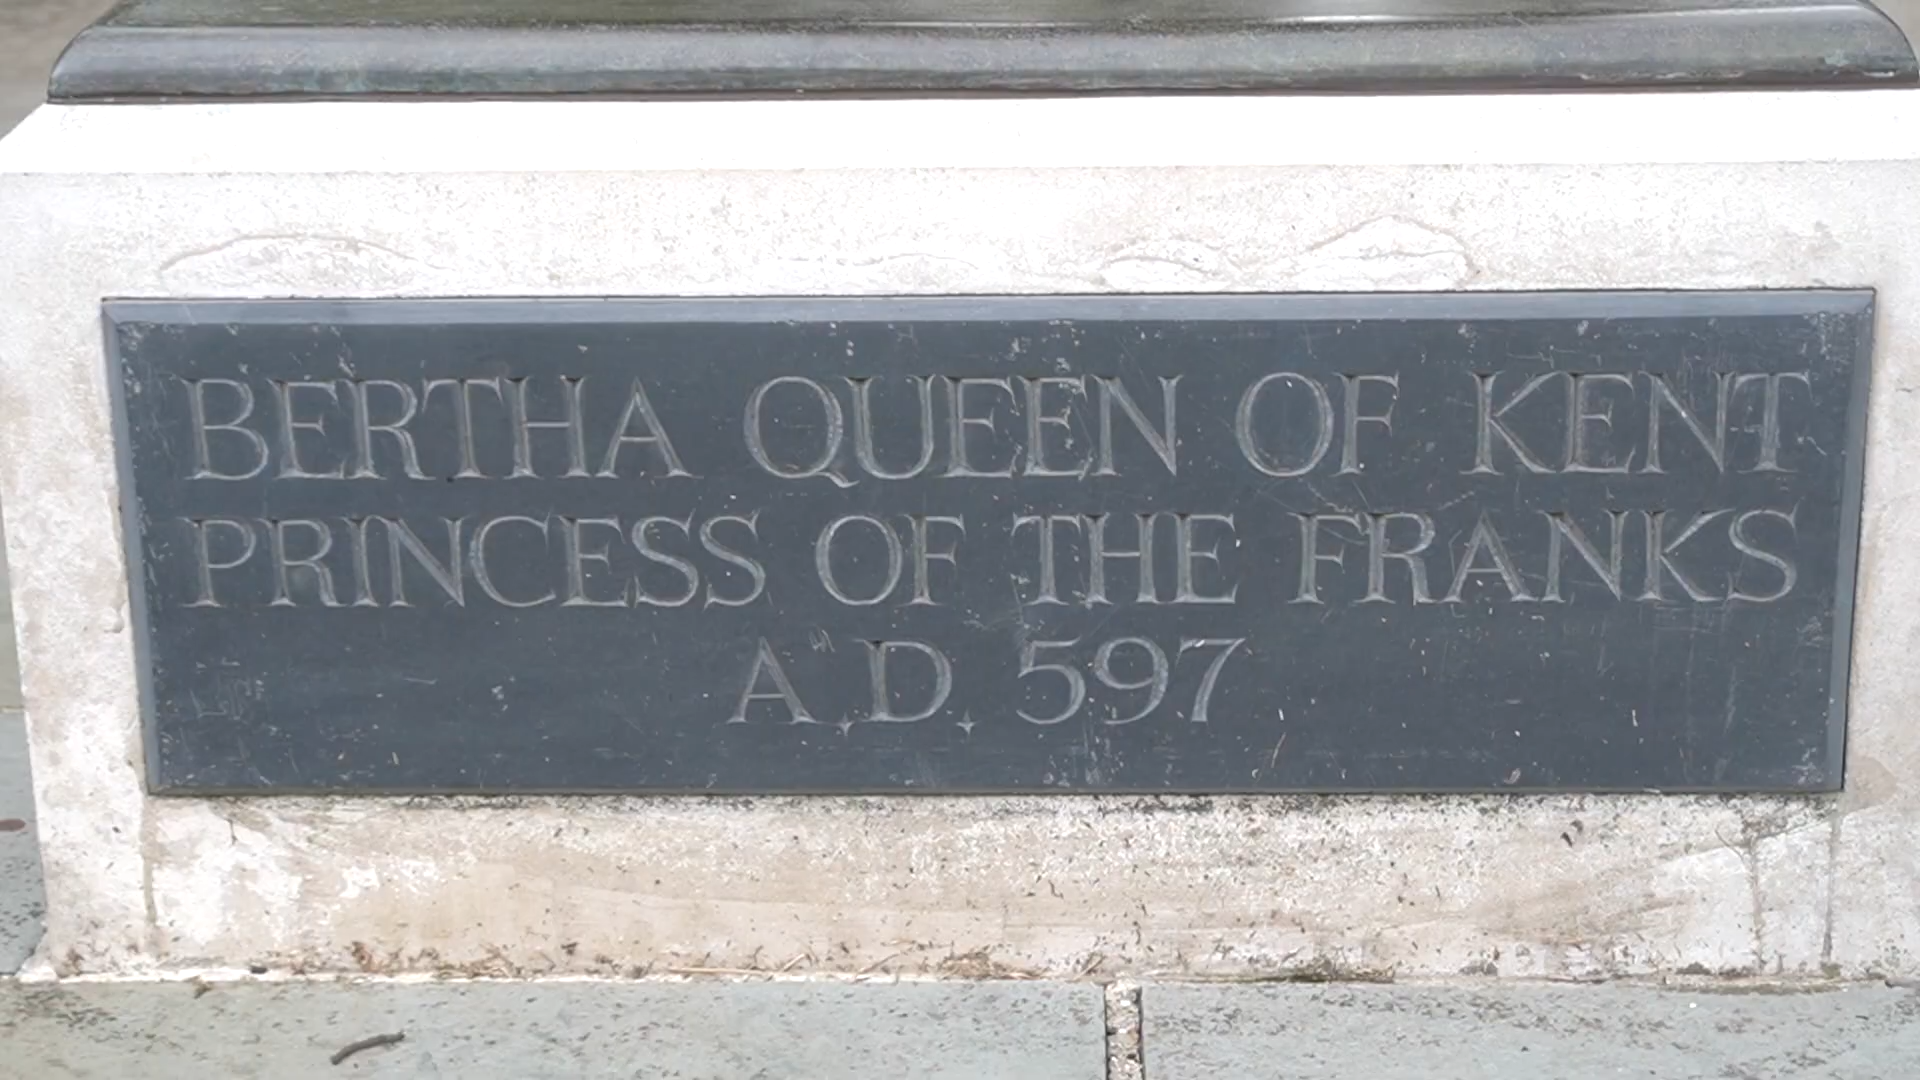 BERTHA QUEEN OF KENT
PRINCESS OF THE FRANKS
A.D. 597